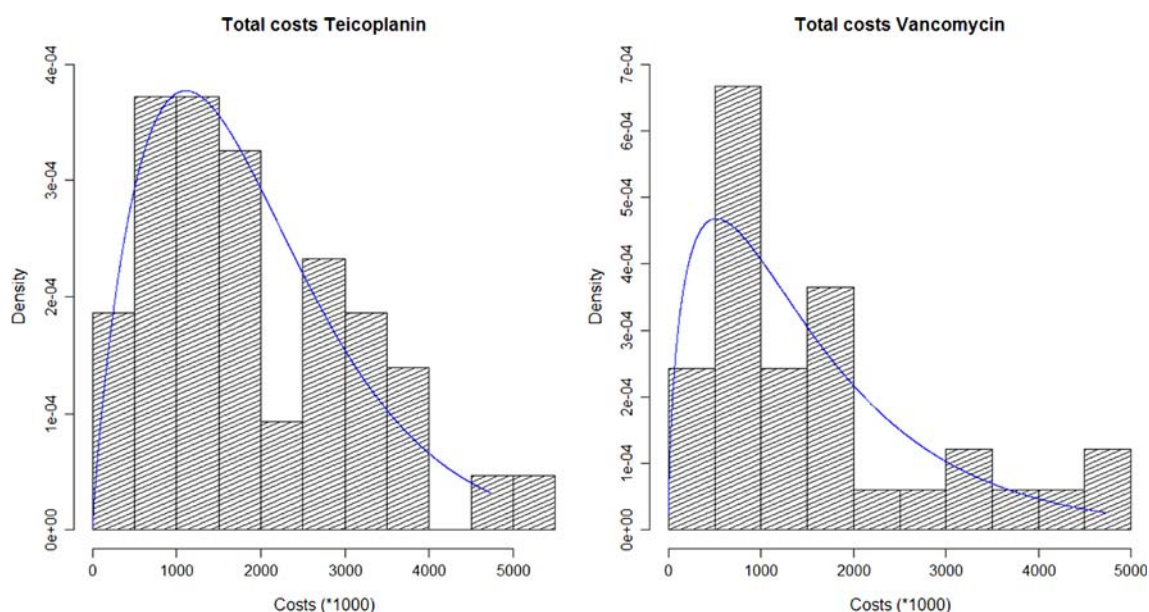 Total costs Teicoplanin
Density
4e-04
3e-04
2e-04
1e-04
0e+00
0 1000 2000 3000 4000 5000
Costs (*1000)
Total costs Vancomycin
Density
7e-04
6e-04
5e-04
4e-04
3e-04
2e-04
1e-04
0e+00
0 1000 2000 3000 4000 5000
Costs (*1000)